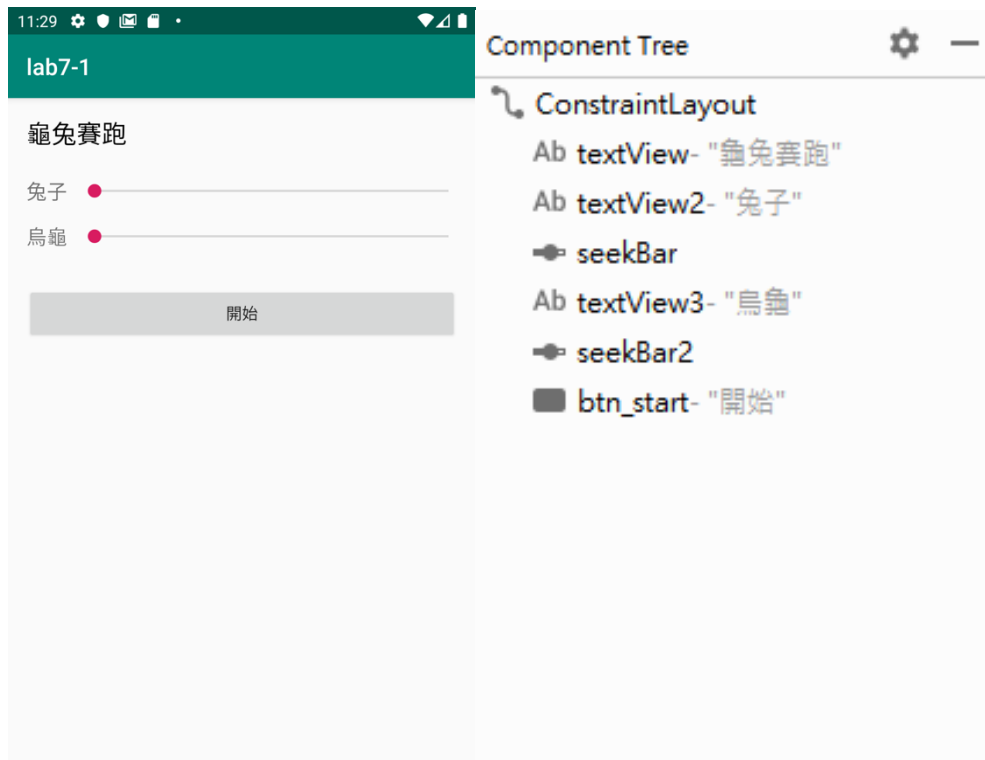 11:29
lab7-1
龜兔賽跑
兔子
烏龜
開始
Component Tree
ConstraintLayout
Ab textView- "龜兔賽跑"
Ab textView2- "兔子"
seekBar
Ab textView3- "烏龜"
seekBar2
btn_start- "開始"